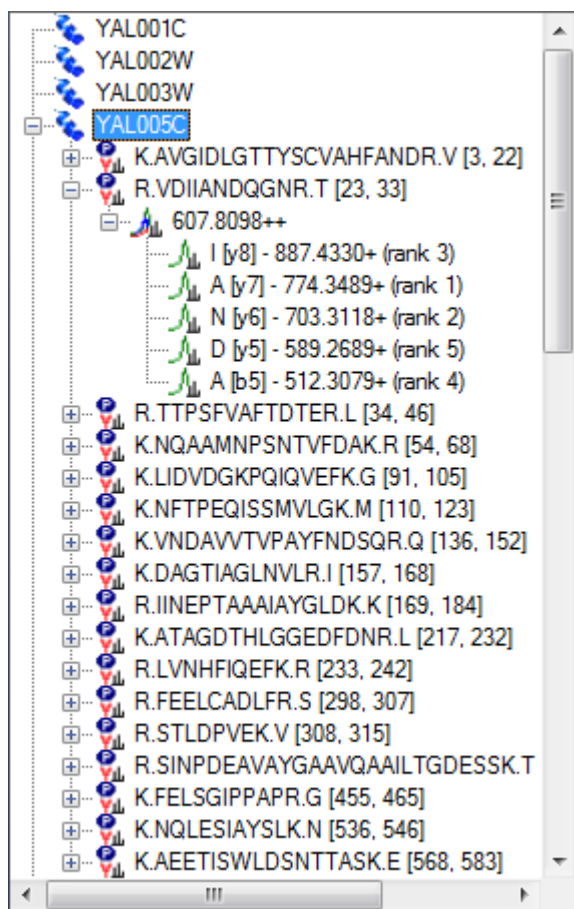 YAL001C
YAL002W
YAL003W
YAL005C
K.AVGIDLGTTYSCVAHFANDR.V [3, 22]
R.VDIIANDQGNR.T [23, 33]
607.8098++
I [y8] - 887.4330+ (rank 3)
A [y7] - 774.3489+ (rank 1)
N [y6] - 703.3118+ (rank 2)
D [y5] - 589.2689+ (rank 5)
A [b5] - 512.3079+ (rank 4)
R.TTPSFVAFTDTER.L [34, 46]
K.NQAAMNPSNTVFDAK.R [54, 68]
K.LIDVDGKPQIQVEFK.G [91, 105]
K.NFTPEQISSMVLGK.M [110, 123]
K.VNDAVVTVPAYFNDSQR.Q [136, 152]
K.DAGTIAGLNVLR.I [157, 168]
R.IINEPTAAAIAYGLDK.K [169, 184]
K.ATAGDTHLGGEDFDNR.L [217, 232]
R.LVNHFIQEFK.R [233, 242]
R.FEELCADLFR.S [298, 307]
R.STLDPVEK.V [308, 315]
R.SINPDEAVAYGAAVQAAILTGDESSK.T
K.FELSGIPPAPR.G [455, 465]
K.NQLESIAYSLK.N [536, 546]
K.AEETISWLDSNTTASK.E [568, 583]